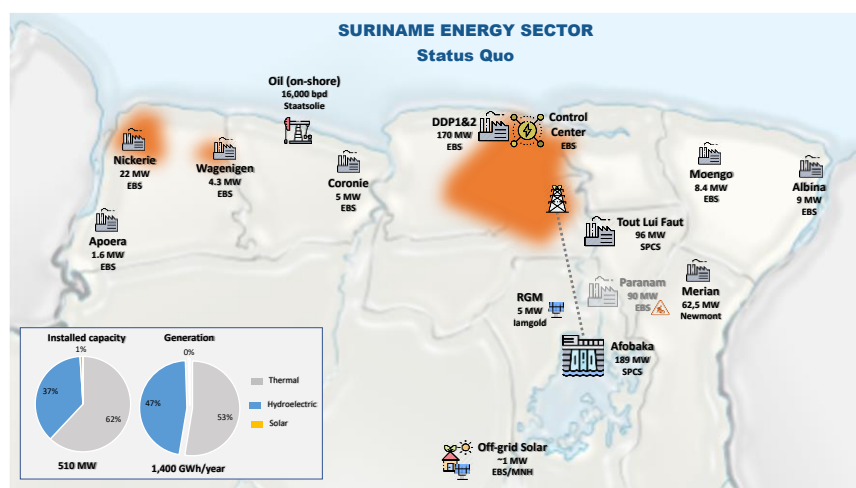 SURINAME ENERGY SECTOR
Status Quo
Oil (on-shore)
16,000 bpd
Staatsolie
DDP1&2
170 MW
EBS
Control
Center
EBS
Nickerie
22 MW
EBS
Wagenigen
4.3 MW
EBS
Coronie
5 MW
EBS
Moengo
8.4 MW
EBS
Albina
9 MW
EBS
Apoera
1.6 MW
EBS
Tout Lui Faut
96 MW
SPCS
Paranam
90 MW
EBS
Merian
62,5 MW
Newmont
RGM
5 MW
Iamgold
Afobaka
189 MW
SPCS
Installed capacity
1%
37%
62%
510 MW
Generation
0%
47%
53%
1,400 GWh/year
Thermal
Hydroelectric
Solar
Off-grid Solar
~1 MW
EBS/MNH